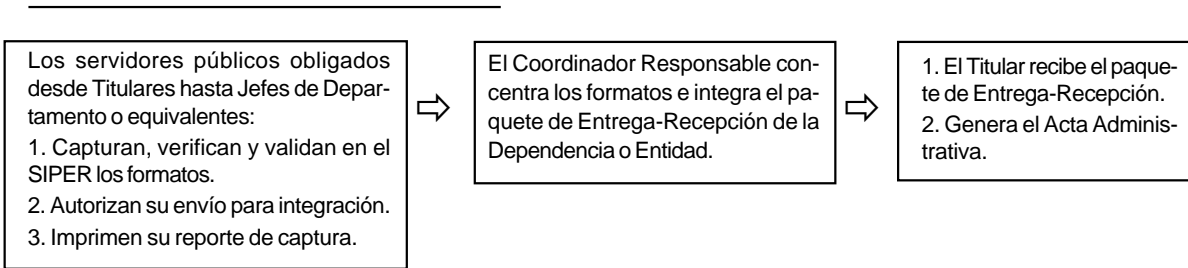 Los servidores públicos obligados
desde Titulares hasta Jefes de Depar-
tamento o equivalentes:
1. Capturan, verifican y validan en el
SIPER los formatos.
2. Autorizan su envío para integración.
3. Imprimen su reporte de captura.
El Coordinador Responsable con-
centra los formatos e integra el pa-
quete de Entrega-Recepción de la
Dependencia o Entidad.
1. El Titular recibe el paque-
te de Entrega-Recepción.
2. Genera el Acta Adminis-
trativa.